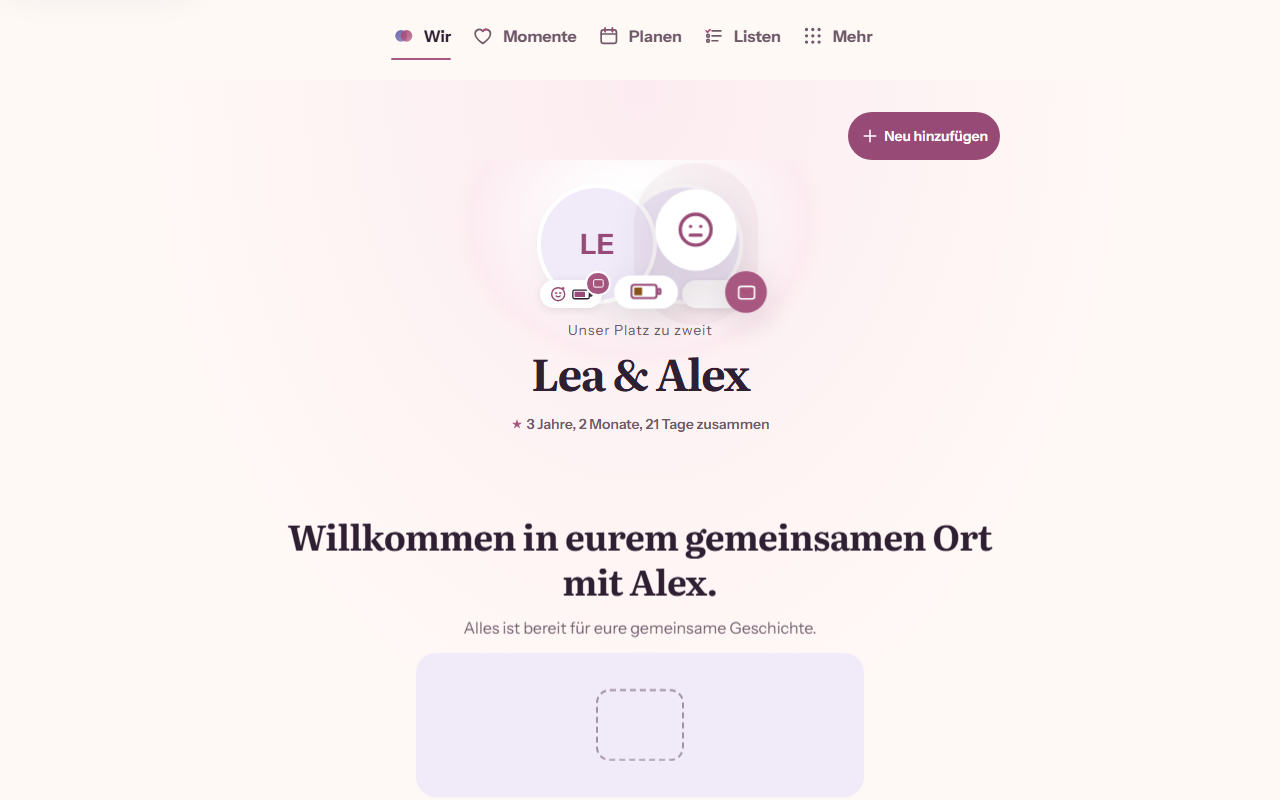 Wir Momente Planen Listen Mehr
Neu hinzufügen
LE
Unser Platz zu zweit
Lea & Alex
★ 3 Jahre, 2 Monate, 21 Tage zusammen
Willkommen in eurem gemeinsamen Ort
mit Alex.
Alles ist bereit für eure gemeinsame Geschichte.